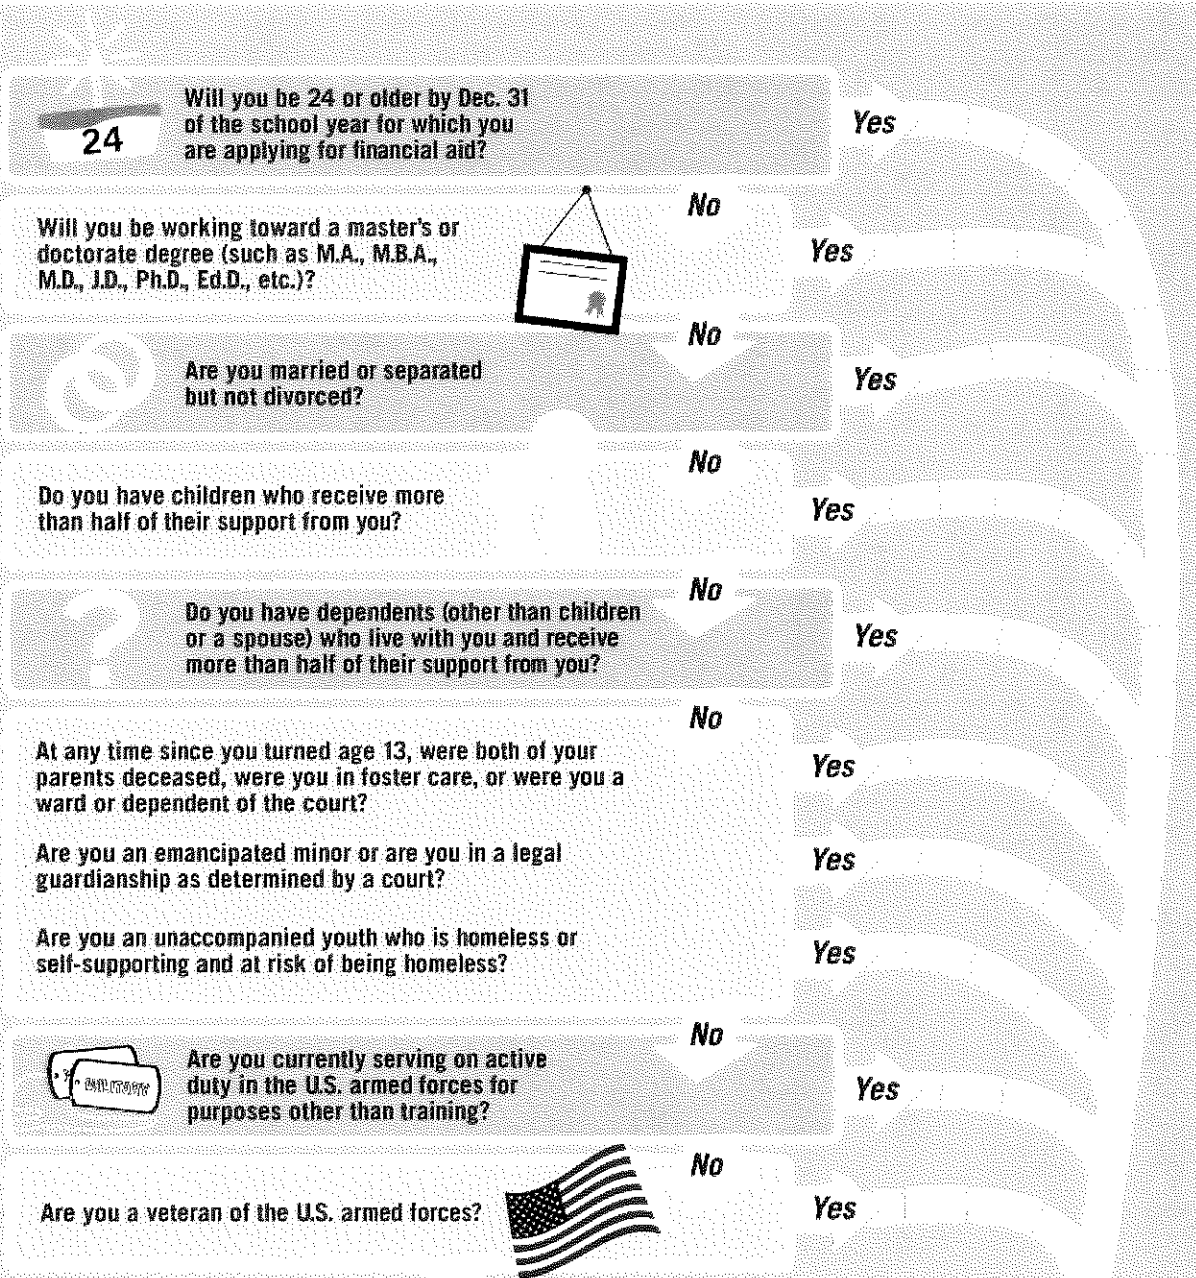 24
Will you be 24 or older by Dec. 31
of the school year for which you
are applying for financial aid?
Yes
No
Will you be working toward a master's or
doctorate degree (such as M.A., M.B.A.,
M.D., J.D., Ph.D., Ed.D., etc.)?
Yes
No
Are you married or separated
but not divorced?
Yes
No
Do you have children who receive more
than half of their support from you?
Yes
No
Do you have dependents (other than children
or a spouse) who live with you and receive
more than half of their support from you?
Yes
No
At any time since you turned age 13, were both of your
parents deceased, were you in foster care, or were you a
ward or dependent of the court?
Yes
Are you an emancipated minor or are you in a legal
guardianship as determined by a court?
Yes
Are you an unaccompanied youth who is homeless or
self-supporting and at risk of being homeless?
Yes
No
MILITARY
Are you currently serving on active
duty in the U.S. armed forces for
purposes other than training?
Yes
No
Are you a veteran of the U.S. armed forces?
Yes